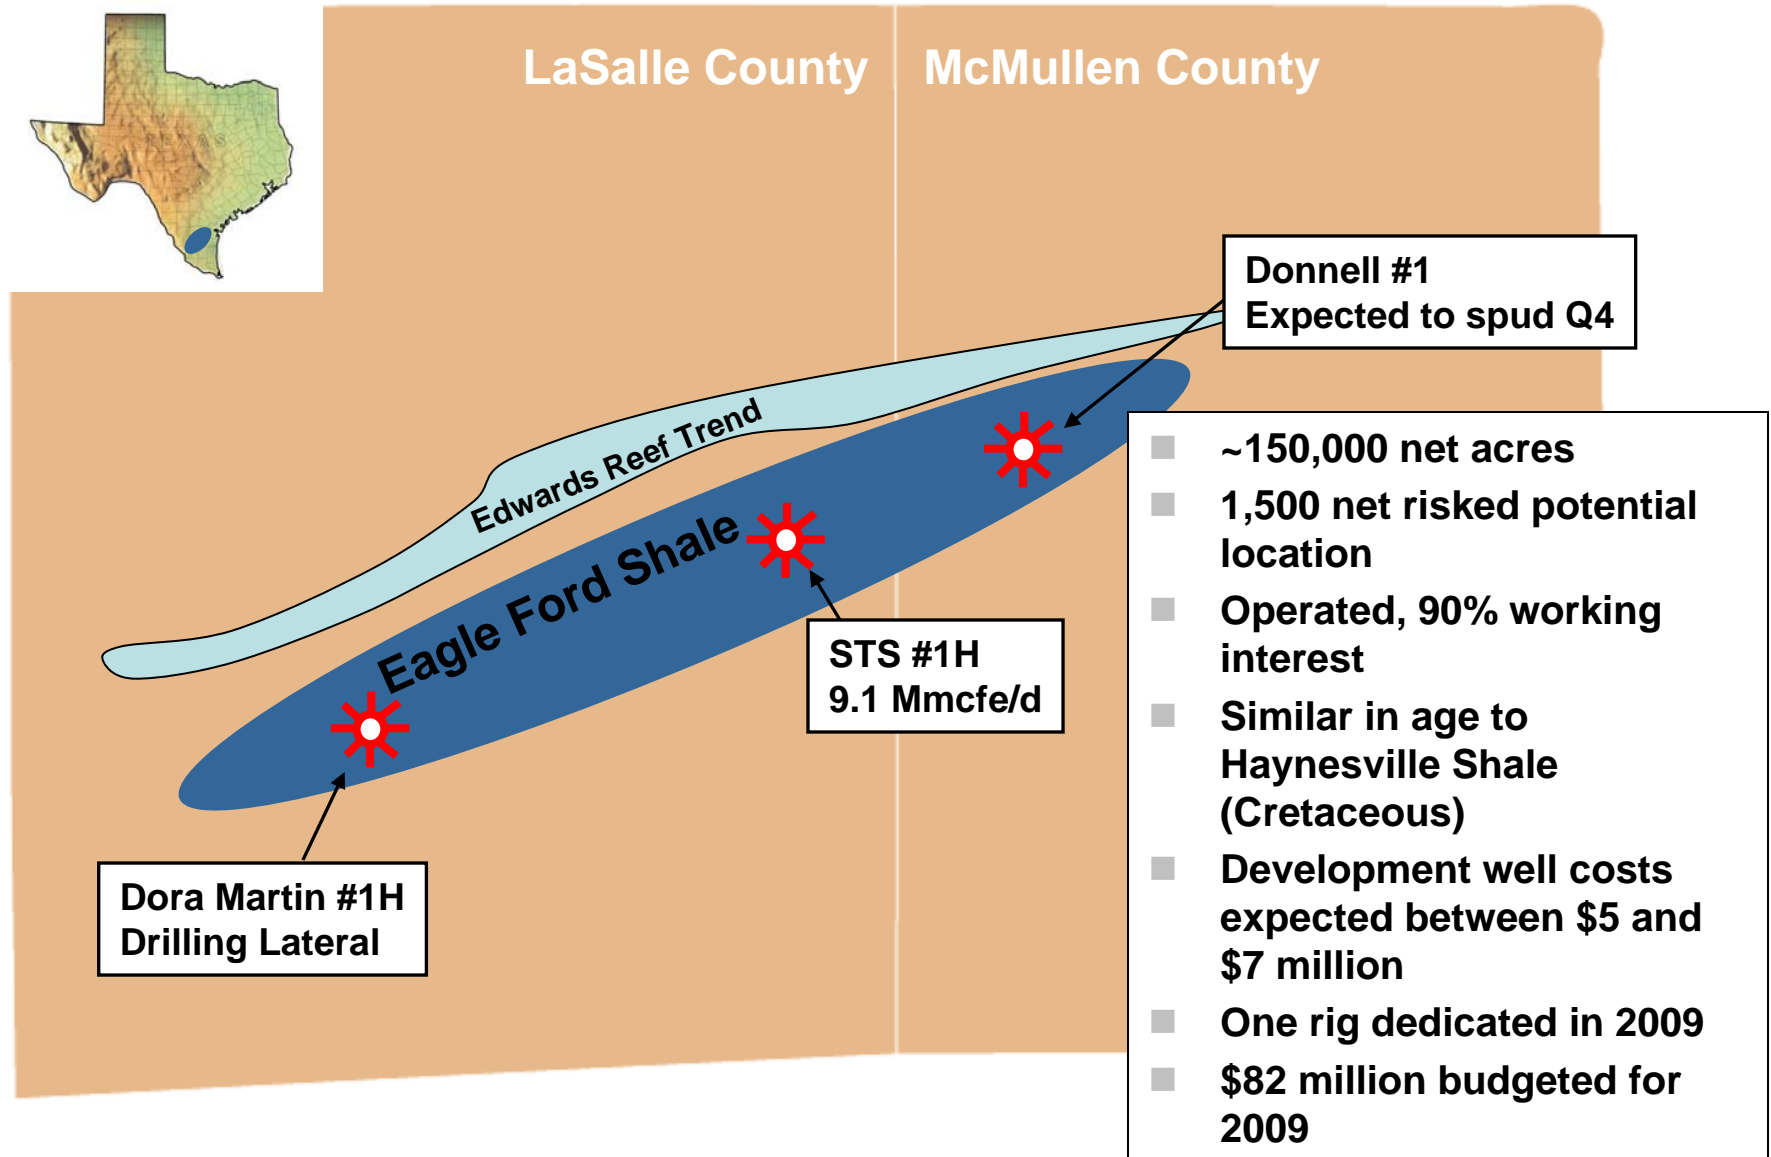 LaSalle County
McMullen County
TEXAS
Donnell #1
Expected to spud Q4
Edwards Reef Trend
Eagle Ford Shale
STS #1H
9.1 Mmcfe/d
Dora Martin #1H
Drilling Lateral
~150,000 net acres
1,500 net risked potential
location
Operated, 90% working
interest
Similar in age to
Haynesville Shale
(Cretaceous)
Development well costs
expected between $5 and
$7 million
One rig dedicated in 2009
$82 million budgeted for
2009